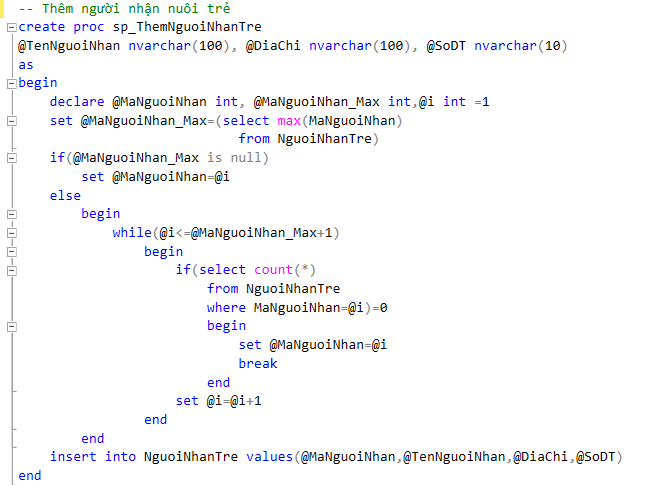 -- Thêm người nhận nuôi trẻ
create proc sp_ThemNguoiNhanTre
@TenNguoiNhan nvarchar(100), @DiaChi nvarchar(100), @SoDT nvarchar(10)
as
begin
    declare @MaNguoiNhan int, @MaNguoiNhan_Max int,@i int =1
    set @MaNguoiNhan_Max=(select max(MaNguoiNhan)
                            from NguoiNhanTre)
    if(@MaNguoiNhan_Max is null)
        set @MaNguoiNhan=@i
    else
        begin
            while(@i<=@MaNguoiNhan_Max+1)
                begin
                    if(select count(*)
                        from NguoiNhanTre
                        where MaNguoiNhan=@i)=0
                        begin
                            set @MaNguoiNhan=@i
                            break
                        end
                    set @i=@i+1
                end
        end
    insert into NguoiNhanTre values(@MaNguoiNhan,@TenNguoiNhan,@DiaChi,@SoDT)
end